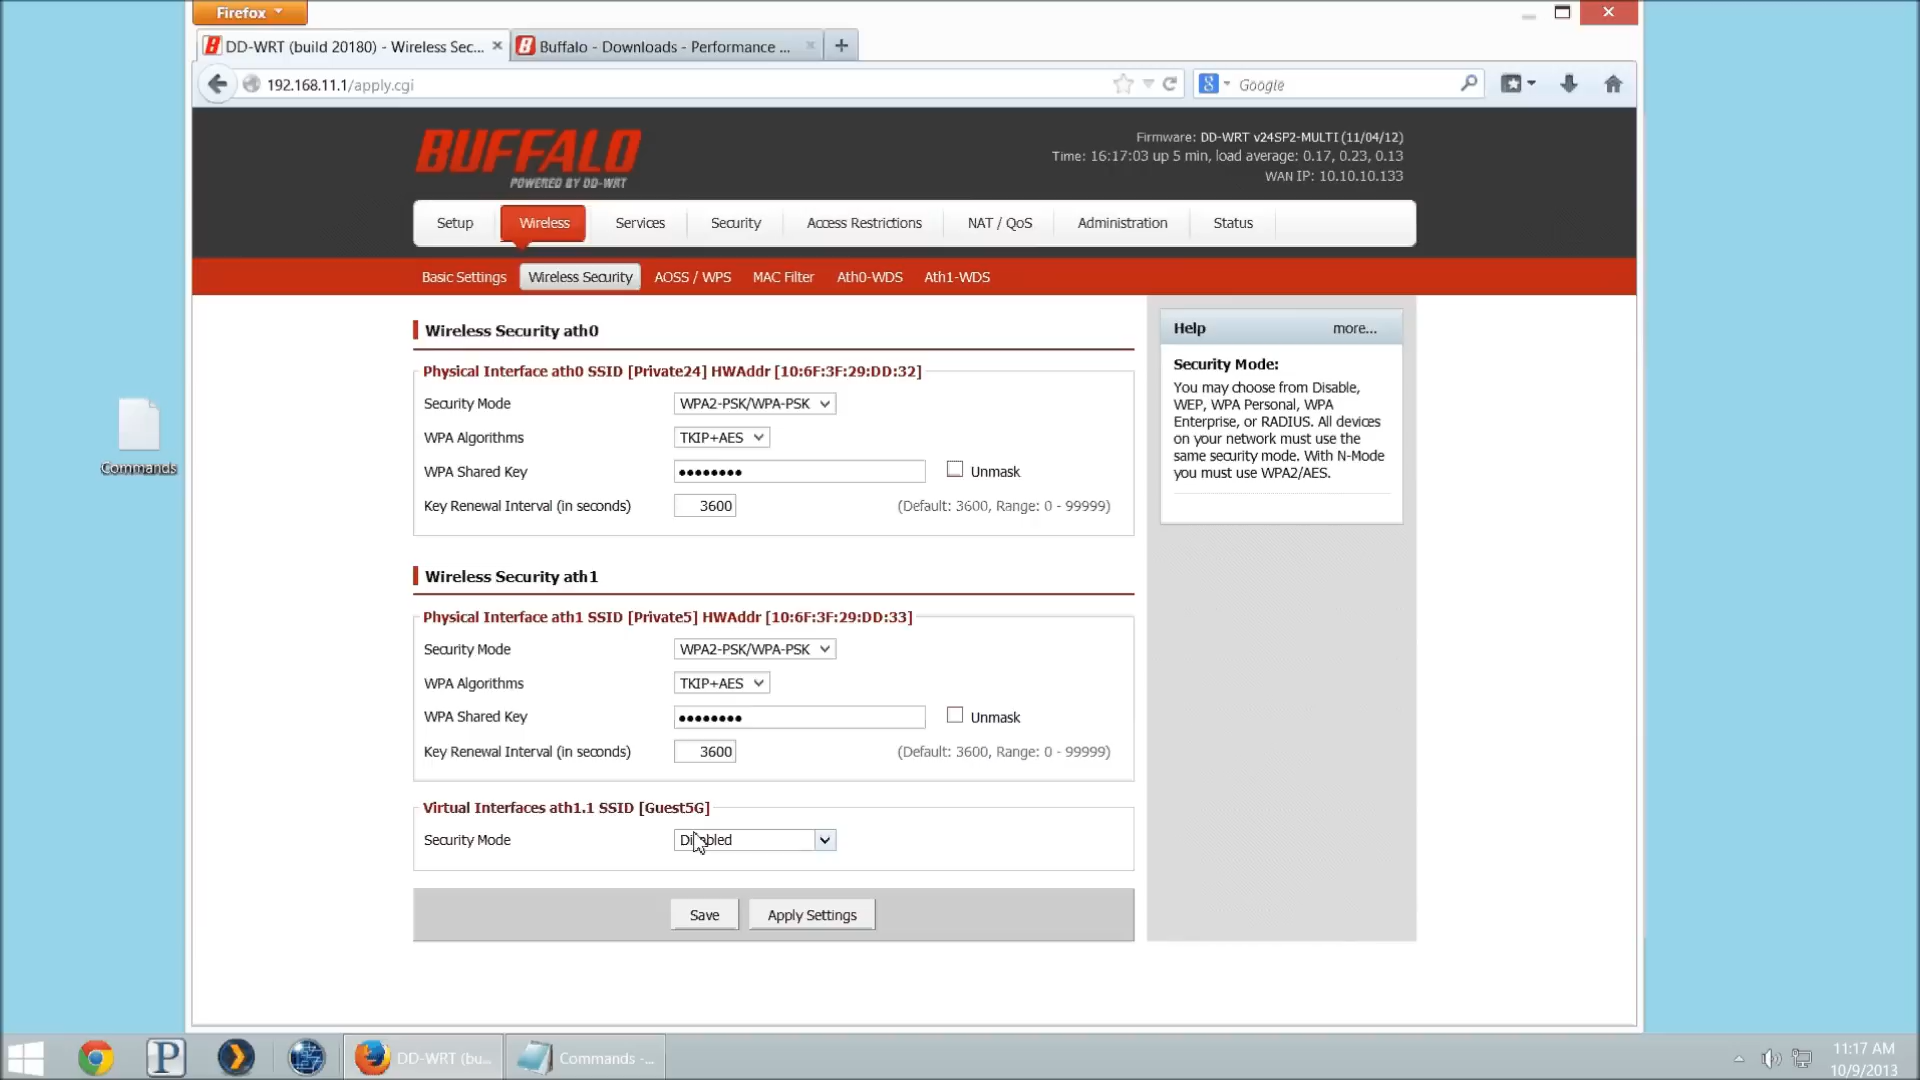 Firefox
DD-WRT (build 20180) - Wireless Sec...
Buffalo - Downloads - Performance ...
192.168.11.1/apply.cgi
Google
BUFFALO
POWERED BY DD-WRT
Firmware: DD-WRT v24SP2-MULTI (11/04/12)
Time: 16:17:03 up 5 min, load average: 0.17, 0.23, 0.13
WAN IP: 10.10.10.133
Setup Wireless Services Security Access Restrictions NAT / QoS Administration Status
Basic Settings Wireless Security AOSS / WPS MAC Filter Ath0-WDS Ath1-WDS
Wireless Security ath0
Physical Interface ath0 SSID [Private24] HWAddr [10:6F:3F:29:DD:32]
Security Mode WPA2-PSK/WPA-PSK
WPA Algorithms TKIP+AES
WPA Shared Key ●●●●●●●● Unmask
Key Renewal Interval (in seconds) 3600 (Default: 3600, Range: 0 - 99999)
Wireless Security ath1
Physical Interface ath1 SSID [Private5] HWAddr [10:6F:3F:29:DD:33]
Security Mode WPA2-PSK/WPA-PSK
WPA Algorithms TKIP+AES
WPA Shared Key ●●●●●●●● Unmask
Key Renewal Interval (in seconds) 3600 (Default: 3600, Range: 0 - 99999)
Virtual Interfaces ath1.1 SSID [Guest5G]
Security Mode Disabled
Save Apply Settings
Help more...
Security Mode:
You may choose from Disable,
WEP, WPA Personal, WPA
Enterprise, or RADIUS. All devices
on your network must use the
same security mode. With N-Mode
you must use WPA2/AES.
Commands
DD-WRT (bu...
Commands -...
11:17 AM
10/9/2013